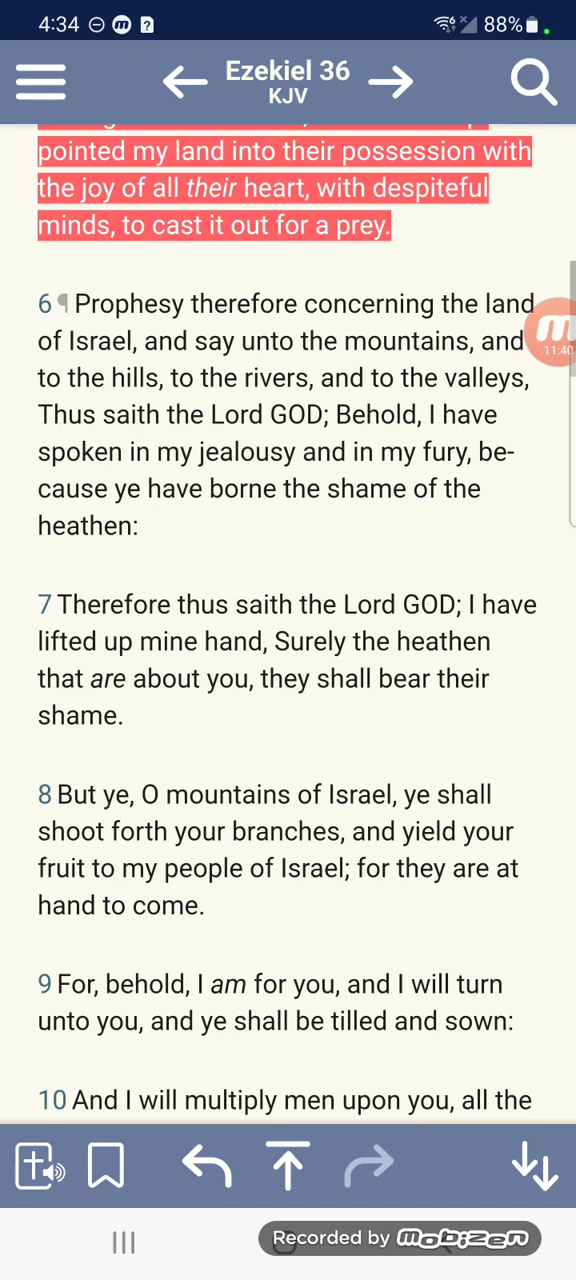 4:34 88%
Ezekiel 36
KJV
pointed my land into their possession with
the joy of all their heart, with despiteful
minds, to cast it out for a prey.
6 ¶ Prophesy therefore concerning the land
of Israel, and say unto the mountains, and
to the hills, to the rivers, and to the valleys,
Thus saith the Lord GOD; Behold, I have
spoken in my jealousy and in my fury, be-
cause ye have borne the shame of the
heathen:
m
11:40
7 Therefore thus saith the Lord GOD; I have
lifted up mine hand, Surely the heathen
that are about you, they shall bear their
shame.
8 But ye, O mountains of Israel, ye shall
shoot forth your branches, and yield your
fruit to my people of Israel; for they are at
hand to come.
9 For, behold, I am for you, and I will turn
unto you, and ye shall be tilled and sown:
10 And I will multiply men upon you, all the
Recorded by mobizen